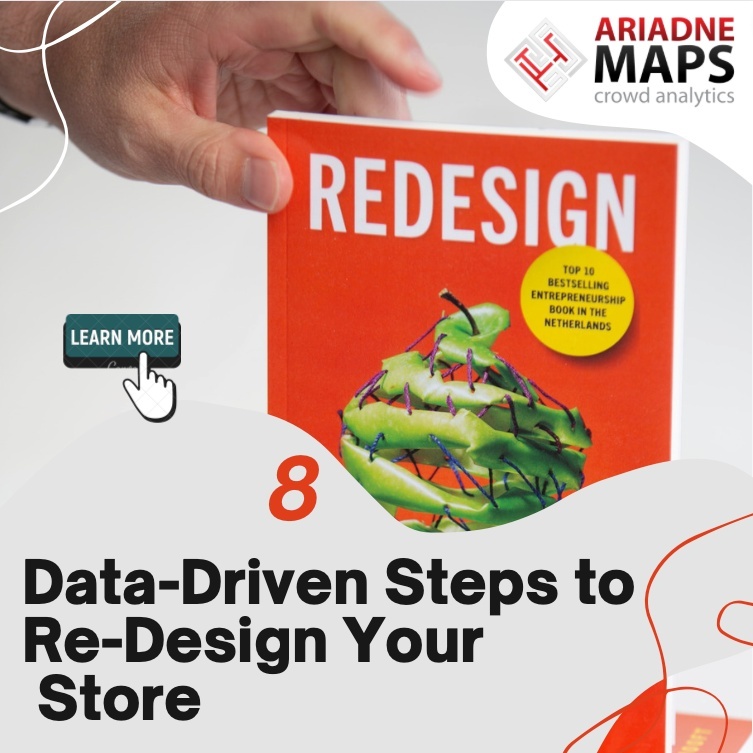 ARIADNE
MAPS
crowd analytics
REDESIGN
TOP 10
BESTSELLING
ENTREPRENEURSHIP
BOOK IN THE
NETHERLANDS
LEARN MORE
8
Data-Driven Steps to
Re-Design Your
Store